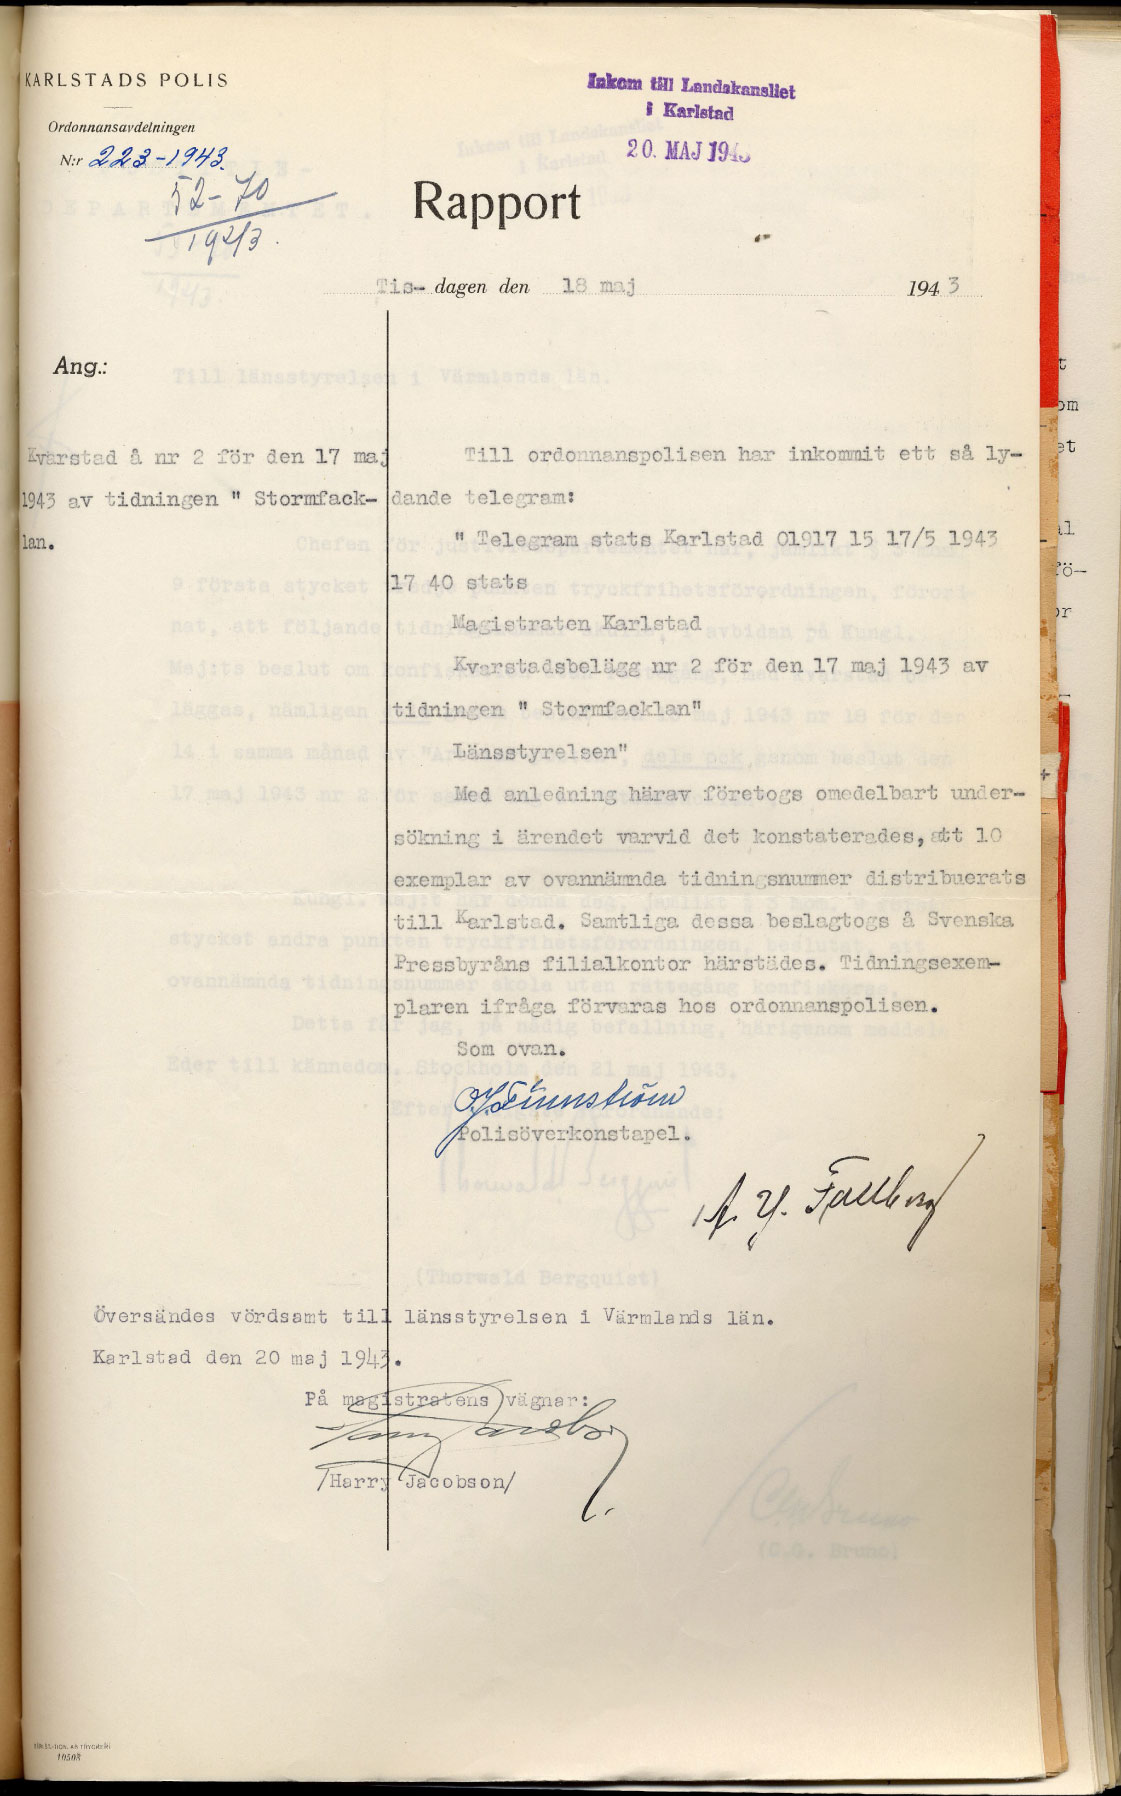 KARLSTADS POLIS
Ordonnansavdelningen
N:r 223-1943.
52-70
1943.
Inkom till Landskansliet
i Karlstad
20. MAJ 1943
Rapport
Tis- dagen den 18 maj 1943
Ang.:
Kvarstad å nr 2 för den 17 maj
1943 av tidningen " Stormfack-
lan.
Till ordonnanspolisen har inkommit ett så ly-
dande telegram:
" Telegram stats Karlstad 01917 15 17/5 1943
17 40 stats
Magistraten Karlstad
Kvarstadsbelägg nr 2 för den 17 maj 1943 av
tidningen " Stormfacklan"
Länsstyrelsen"
Med anledning härav företogs omedelbart under-
sökning i ärendet varvid det konstaterades, att 10
exemplar av ovannämnda tidningsnummer distribuerats
till Karlstad. Samtliga dessa beslagtogs å Svenska
Pressbyråns filialkontor härstädes. Tidningsexem-
plaren ifråga förvaras hos ordonnanspolisen.
Som ovan.
Polisöverkonstapel.
Översändes vördsamt till länsstyrelsen i Värmlands län.
Karlstad den 20 maj 1943.
På magistratens vägnar:
Harry Jacobson
/Harry Jacobson/
10508